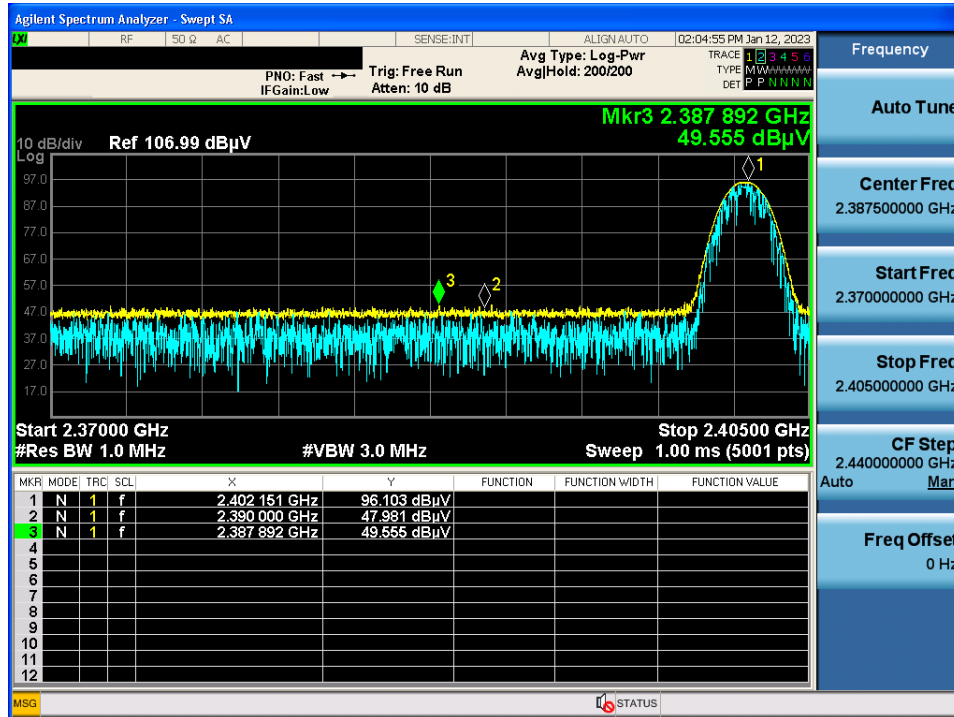 Agilent Spectrum Analyzer - Swept SA
LXI RF 50 Ω AC SENSE:INT ALIGN AUTO 02:04:55 PM Jan 12, 2023
PNO: Fast Trig: Free Run Avg Type: Log-Pwr TRACE 1 2 3 4 5 6
IFGain:Low Atten: 10 dB Avg|Hold: 200/200 TYPE M W W W W W
DET P P N N N N
Mkr3 2.387 892 GHz
49.555 dBµV
10 dB/div Ref 106.99 dBµV
Log
97.0
87.0
77.0
67.0
57.0
47.0
37.0
27.0
17.0
1
2
3
Start 2.37000 GHz Stop 2.40500 GHz
#Res BW 1.0 MHz #VBW 3.0 MHz Sweep 1.00 ms (5001 pts)
MKR MODE TRC SCL X Y FUNCTION FUNCTION WIDTH FUNCTION VALUE
1 N 1 f 2.402 151 GHz 96.103 dBµV
2 N 1 f 2.390 000 GHz 47.981 dBµV
3 N 1 f 2.387 892 GHz 49.555 dBµV
4
5
6
7
8
9
10
11
12
MSG STATUS
Frequency
Auto Tune
Center Freq
2.387500000 GHz
Start Freq
2.370000000 GHz
Stop Freq
2.405000000 GHz
CF Step
2.440000000 GHz
Auto Man
Freq Offset
0 Hz